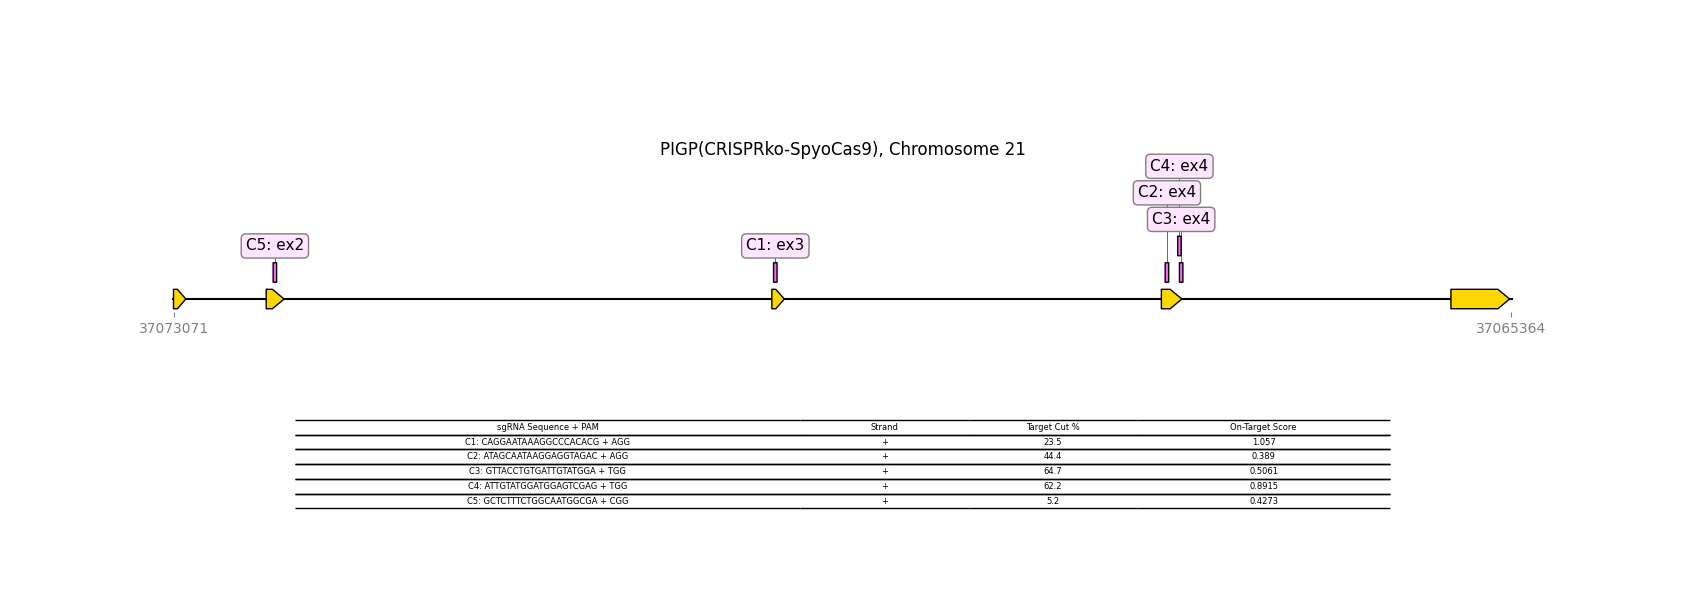 PIGP(CRISPRko-SpyoCas9), Chromosome 21
C4: ex4
C2: ex4
C3: ex4
C5: ex2
C1: ex3
37073071
37065364
sgRNA Sequence + PAM Strand Target Cut % On-Target Score
C1: CAGGAATAAAGGCCCACACG + AGG + 23.5 1.057
C2: ATAGCAATAAGGAGGTAGAC + AGG + 44.4 0.389
C3: GTTACCTGTGATTGTATGGA + TGG + 64.7 0.5061
C4: ATTGTATGGATGGAGTCGAG + TGG + 62.2 0.8915
C5: GCTCTTTCTGGCAATGGCGA + CGG + 5.2 0.4273